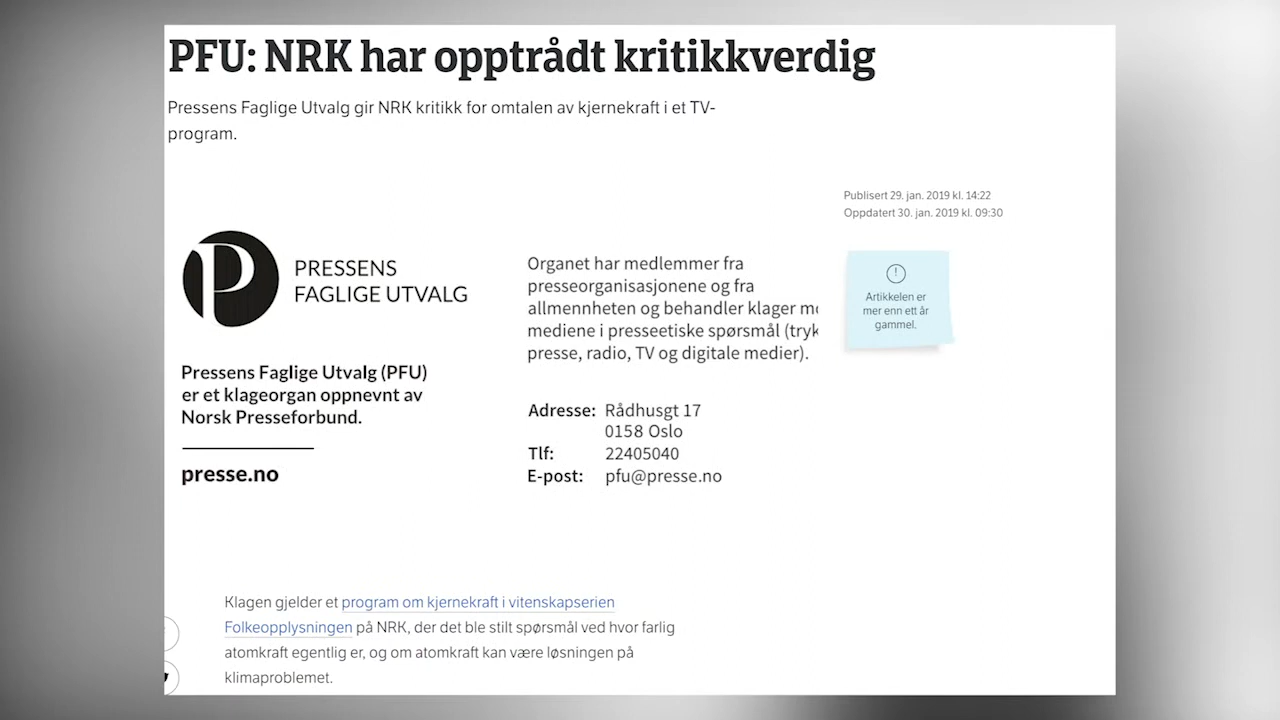 PFU: NRK har opptrådt kritikkverdig
Pressens Faglige Utvalg gir NRK kritikk for omtalen av kjernekraft i et TV-
program.
Publisert 29. jan. 2019 kl. 14:22
Oppdatert 30. jan. 2019 kl. 09:30
P PRESSENS
FAGLIGE UTVALG
Pressens Faglige Utvalg (PFU)
er et klageorgan oppnevnt av
Norsk Presseforbund.
presse.no
Organet har medlemmer fra
presseorganisasjonene og fra
allmennheten og behandler klager
mediene i presseetiske spørsmål
presse, radio, TV og digitale medier).
Adresse: Rådhusgt 17
0158 Oslo
Tlf: 22405040
E-post: pfu@presse.no
Artikkelen er
mer enn ett år
gammel.
Klagen gjelder et program om kjernekraft i vitenskapserien
Folkeopplysningen på NRK, der det ble stilt spørsmål ved hvor farlig
atomkraft egentlig er, og om atomkraft kan være løsningen på
klimaproblemet.